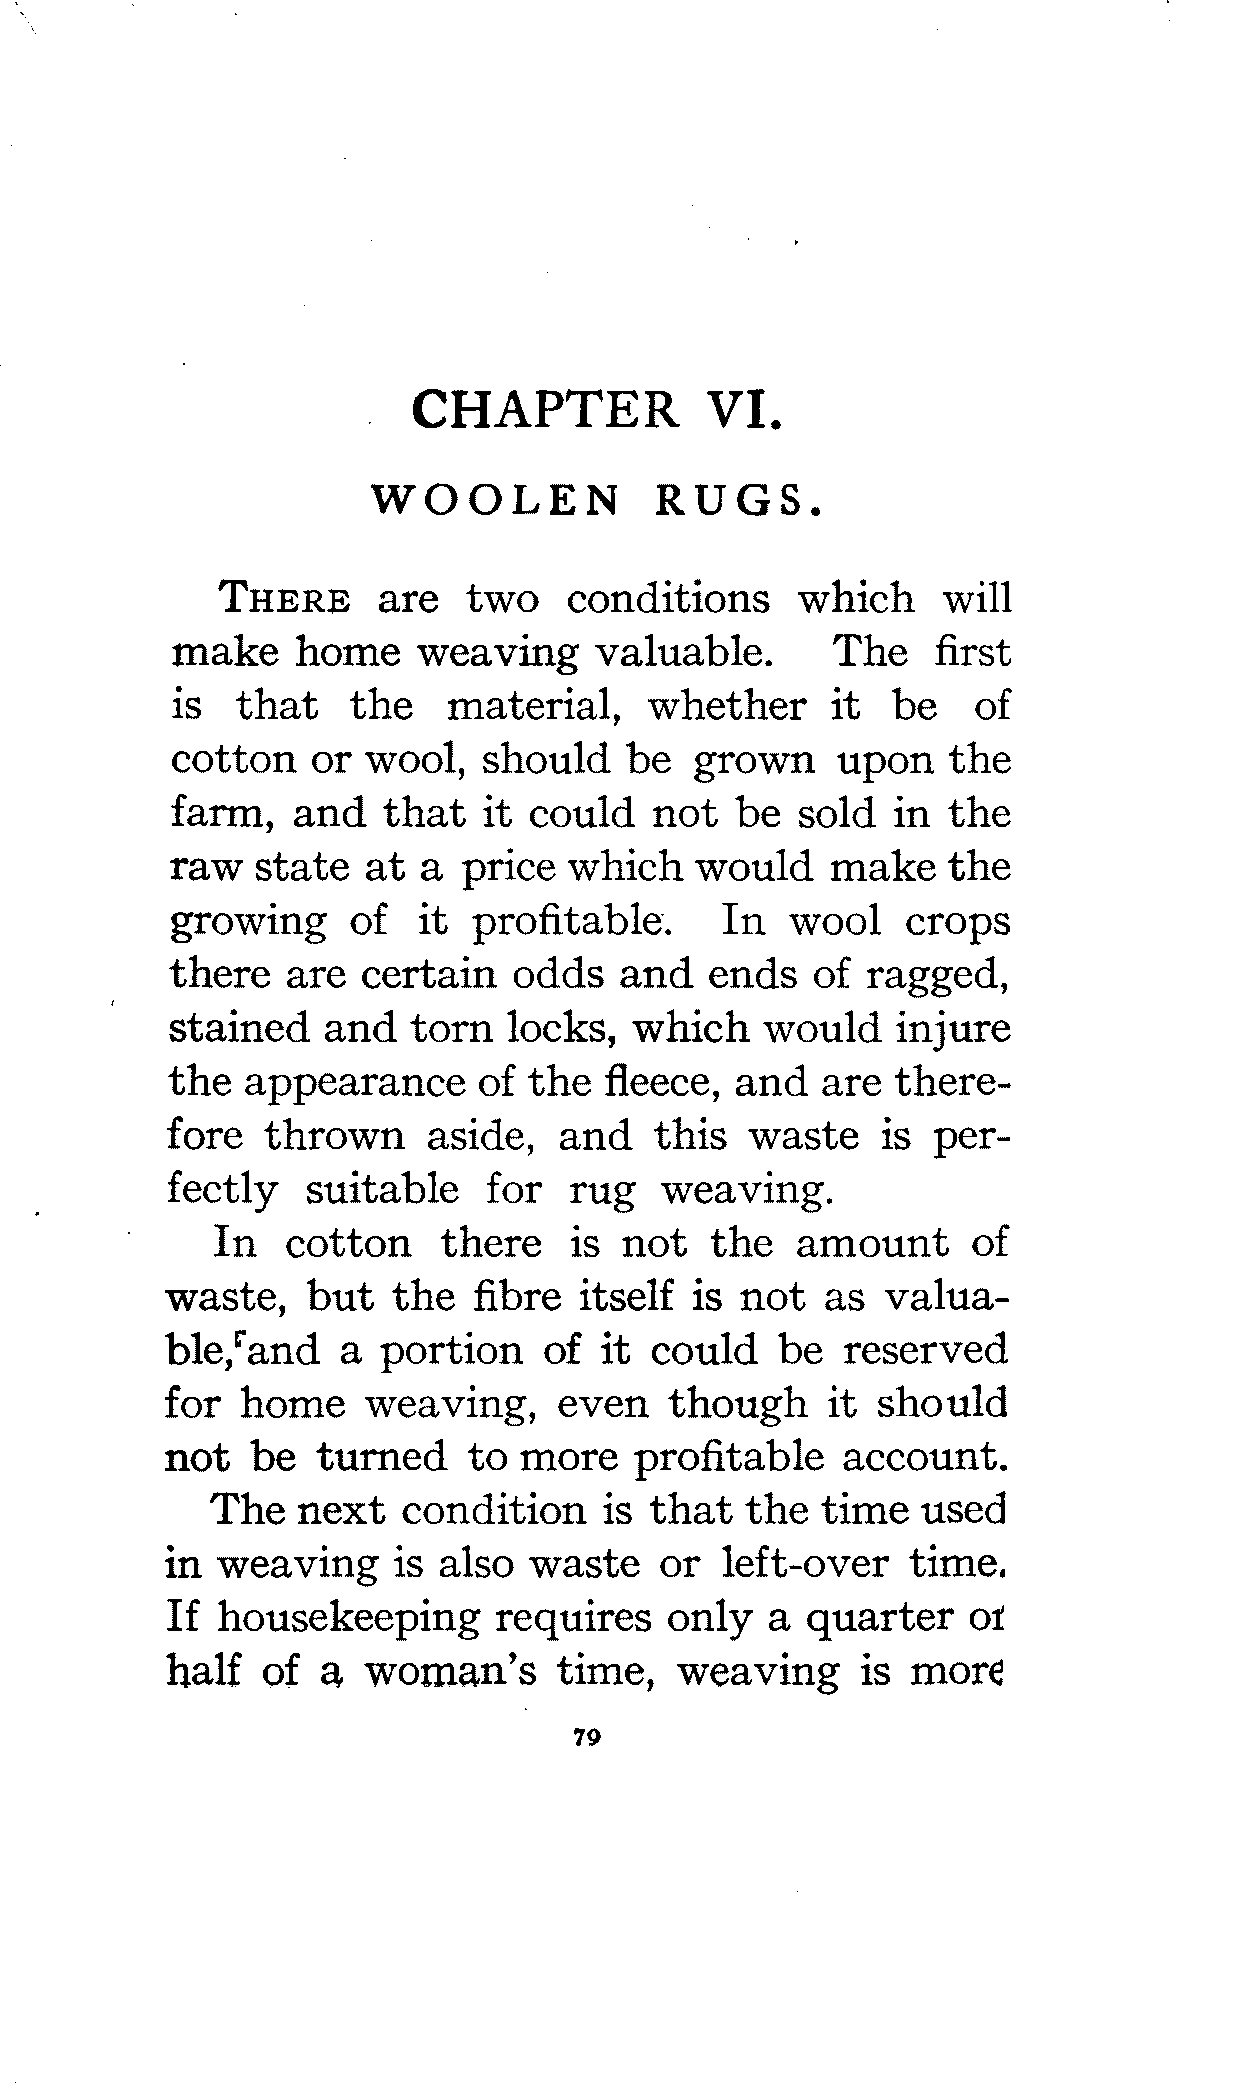 CHAPTER VI.
WOOLEN RUGS.
THERE are two conditions which will
make home weaving valuable. The first
is that the material, whether it be of
cotton or wool, should be grown upon the
farm, and that it could not be sold in the
raw state at a price which would make the
growing of it profitable. In wool crops
there are certain odds and ends of ragged,
stained and torn locks, which would injure
the appearance of the fleece, and are there-
fore thrown aside, and this waste is per-
fectly suitable for rug weaving.
In cotton there is not the amount of
waste, but the fibre itself is not as valua-
ble, and a portion of it could be reserved
for home weaving, even though it should
not be turned to more profitable account.
The next condition is that the time used
in weaving is also waste or left-over time.
If housekeeping requires only a quarter or
half of a woman's time, weaving is more
79